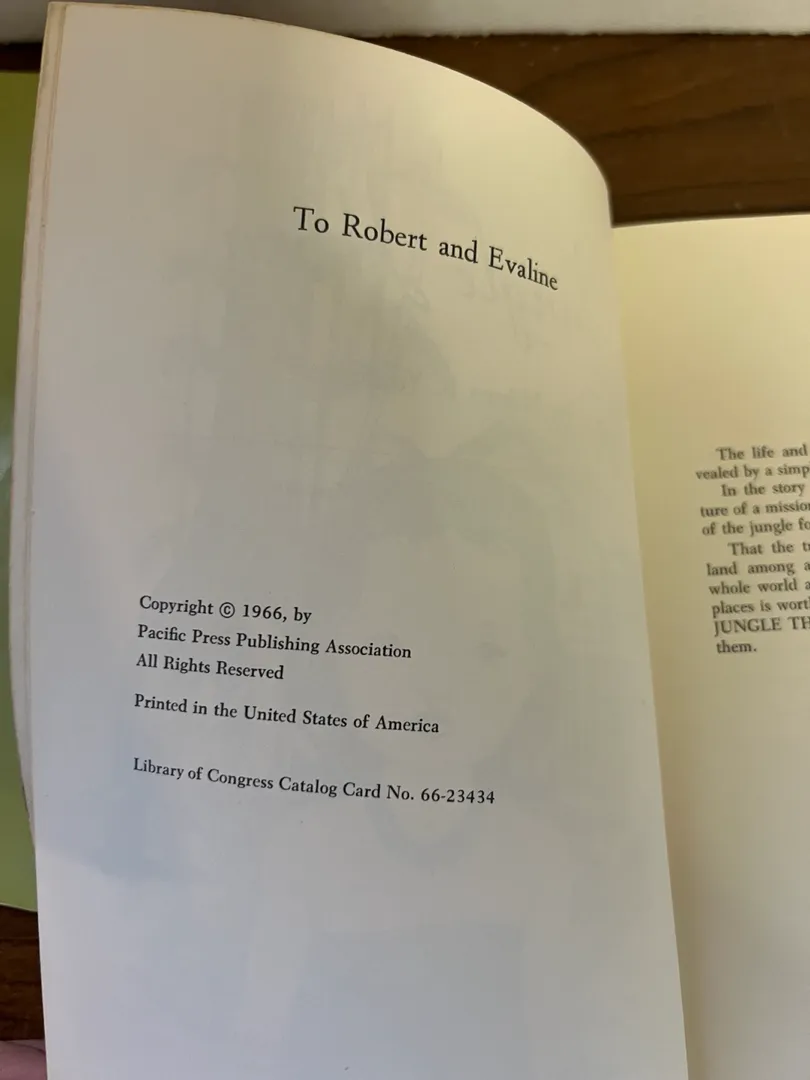 To Robert and Evaline
Copyright © 1966, by
Pacific Press Publishing Association
All Rights Reserved
Printed in the United States of America
Library of Congress Catalog Card No. 66-23434
The life and
vealed by a simp
In the story
ture of a mission
of the jungle fo
That the
land among a
whole world a
places is wort
JUNGLE TH
them.